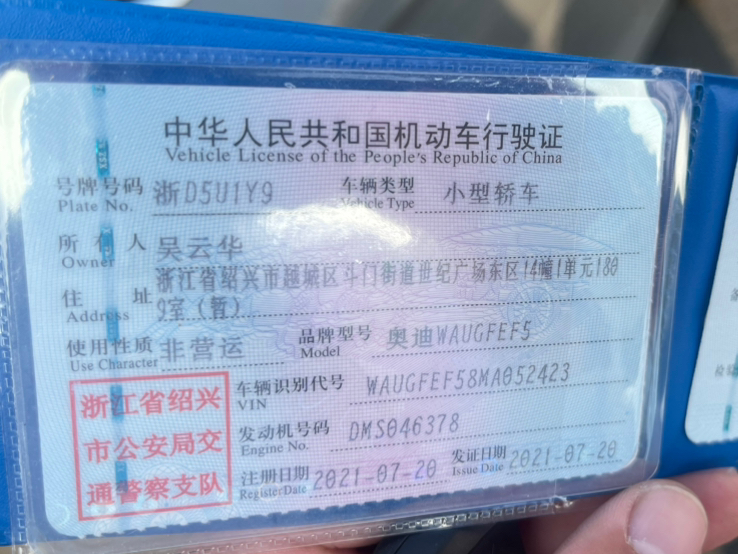 中华人民共和国机动车行驶证
Vehicle License of the People's Republic of China
号牌号码 浙D5U1Y9 车辆类型 小型轿车
Plate No. Vehicle Type
所有人 吴云华
Owner
住址 浙江省绍兴市越城区斗门街道世纪广场东区14幢1单元180
Address 9室（暂）
使用性质 非营运 品牌型号 奥迪WAUGFEF5
Use Character Model
浙江省绍兴
市公安局交
通警察支队
车辆识别代号 WAUGFEF58MA052423
VIN
发动机号码 DMS046378
Engine No.
注册日期 2021-07-20 发证日期 2021-07-20
Register Date Issue Date